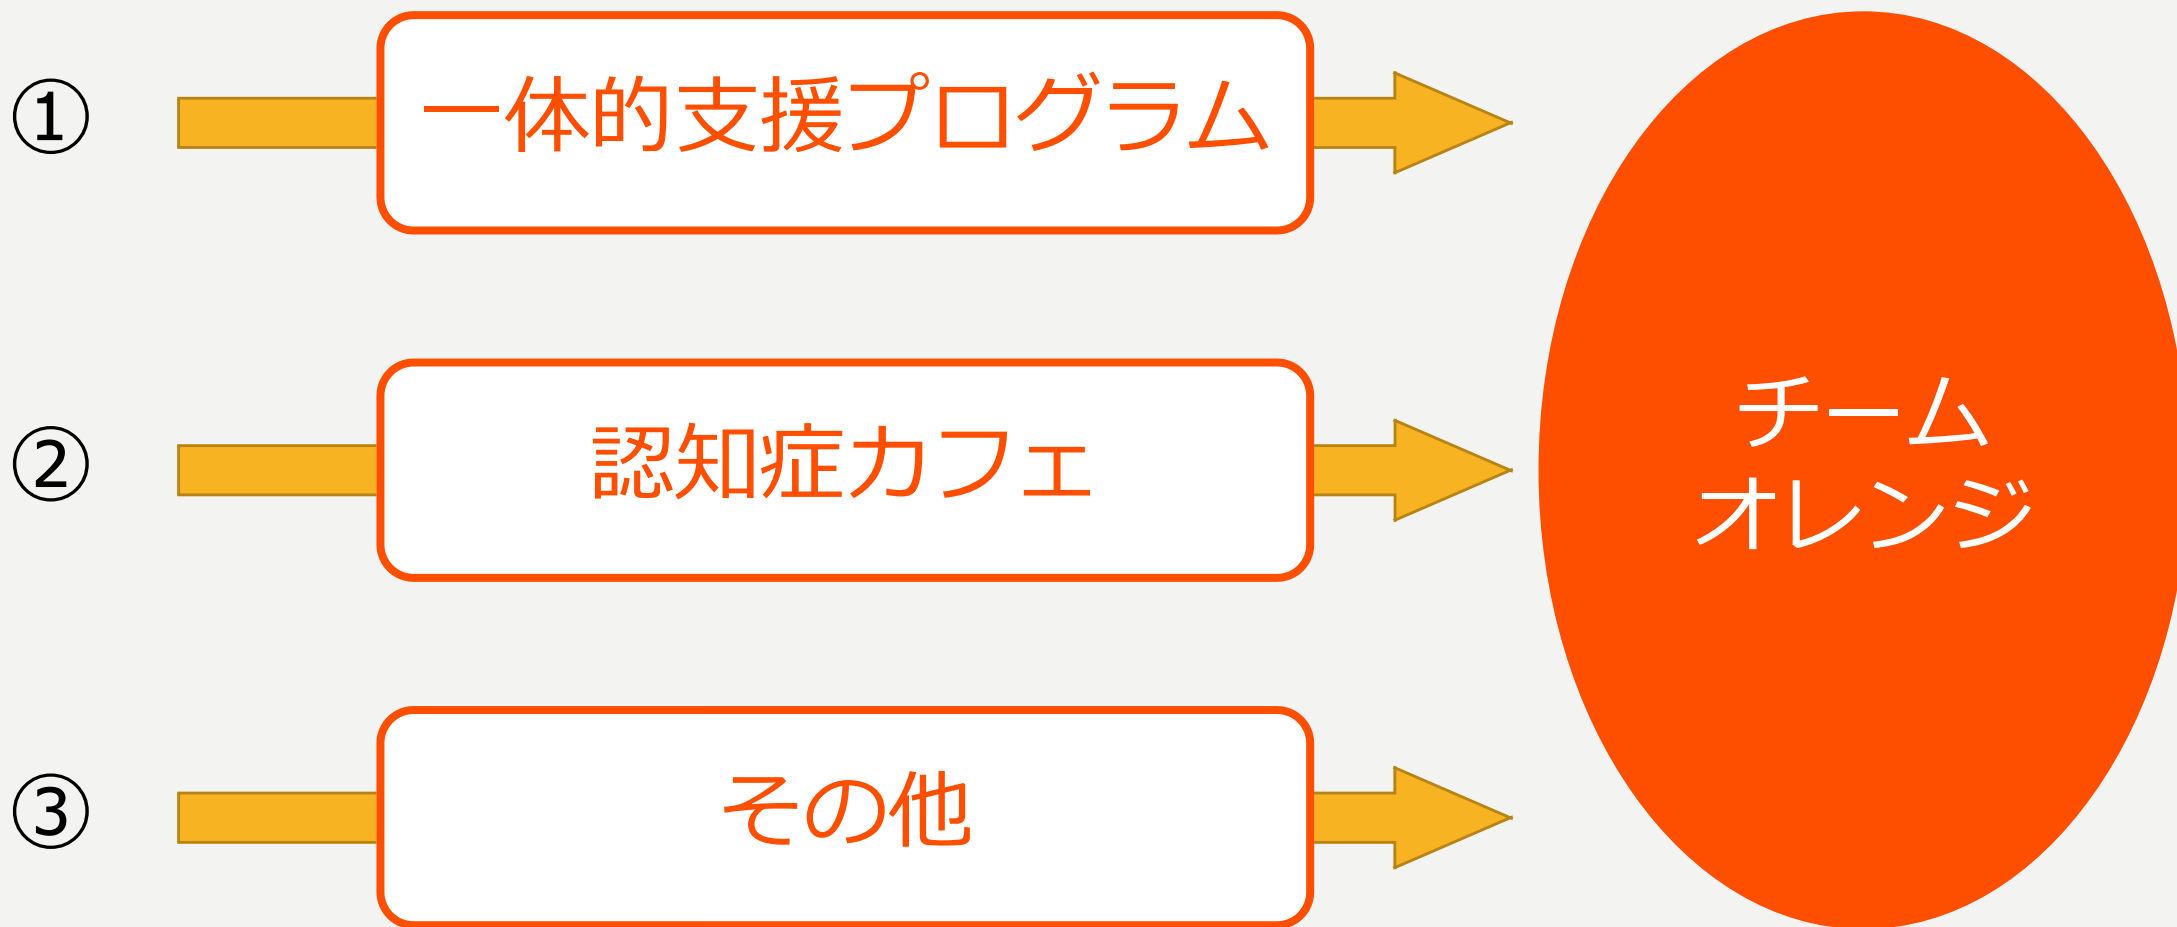 ①
一体的支援プログラム
②
認知症カフェ
③
その他
チーム
オレンジ